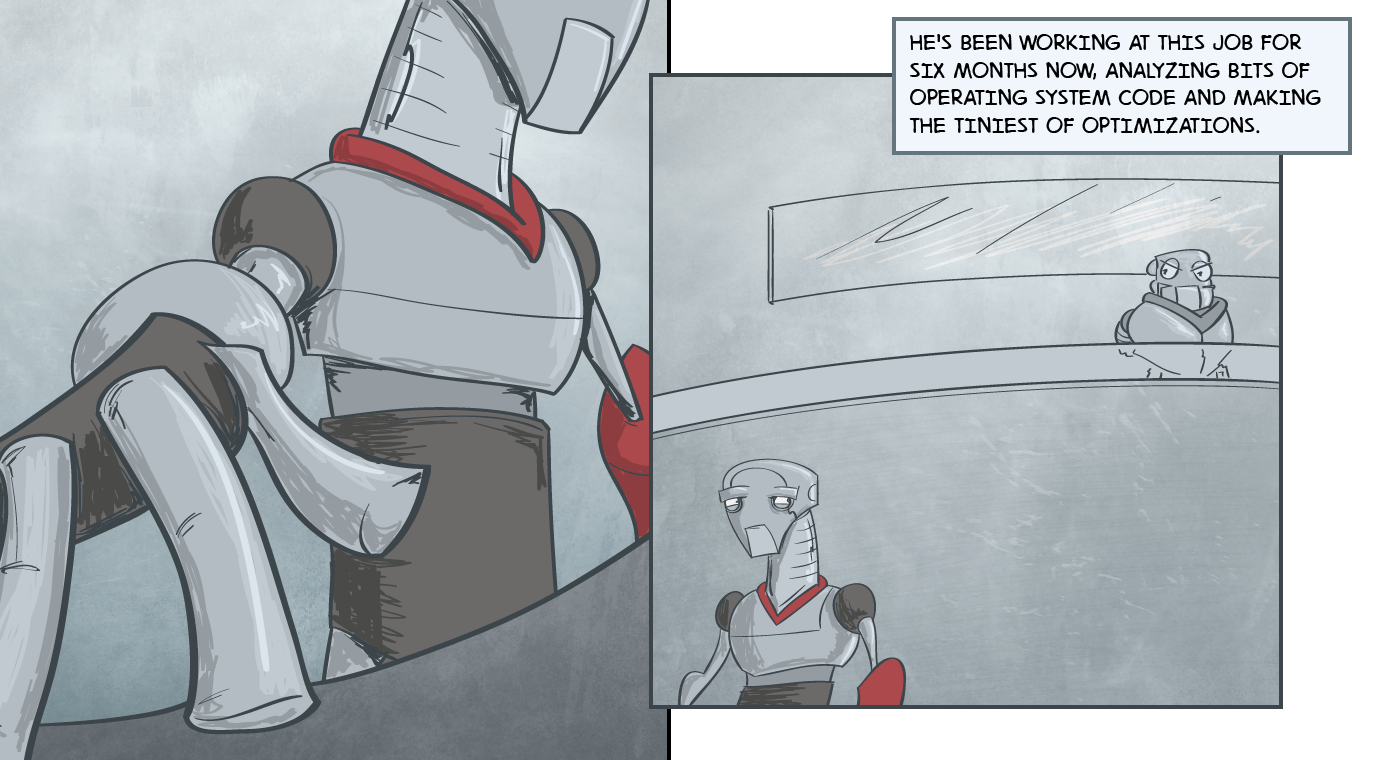 HE'S BEEN WORKING AT THIS JOB FOR
SIX MONTHS NOW, ANALYZING BITS OF
OPERATING SYSTEM CODE AND MAKING
THE TINIEST OF OPTIMIZATIONS.